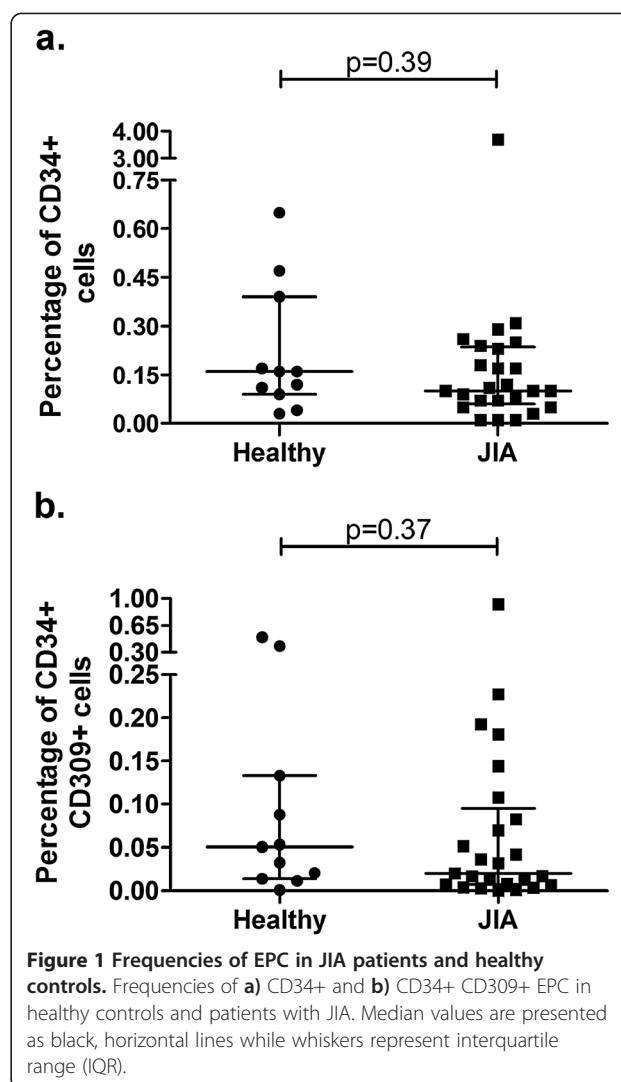 a.
p=0.39
Percentage of CD34+
cells
4.00
3.00
0.75
0.60
0.45
0.30
0.15
0.00
Healthy JIA
b.
p=0.37
Percentage of CD34+
CD309+ cells
1.00
0.65
0.30
0.25
0.20
0.15
0.10
0.05
0.00
Healthy JIA
Figure 1 Frequencies of EPC in JIA patients and healthy
controls. Frequencies of a) CD34+ and b) CD34+ CD309+ EPC in
healthy controls and patients with JIA. Median values are presented
as black, horizontal lines while whiskers represent interquartile
range (IQR).